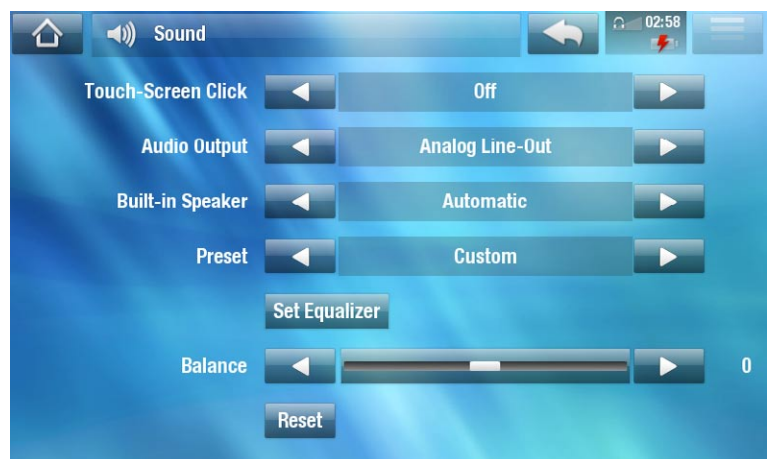 Sound 02:58
Touch-Screen Click Off
Audio Output Analog Line-Out
Built-in Speaker Automatic
Preset Custom
Set Equalizer
Balance 0
Reset